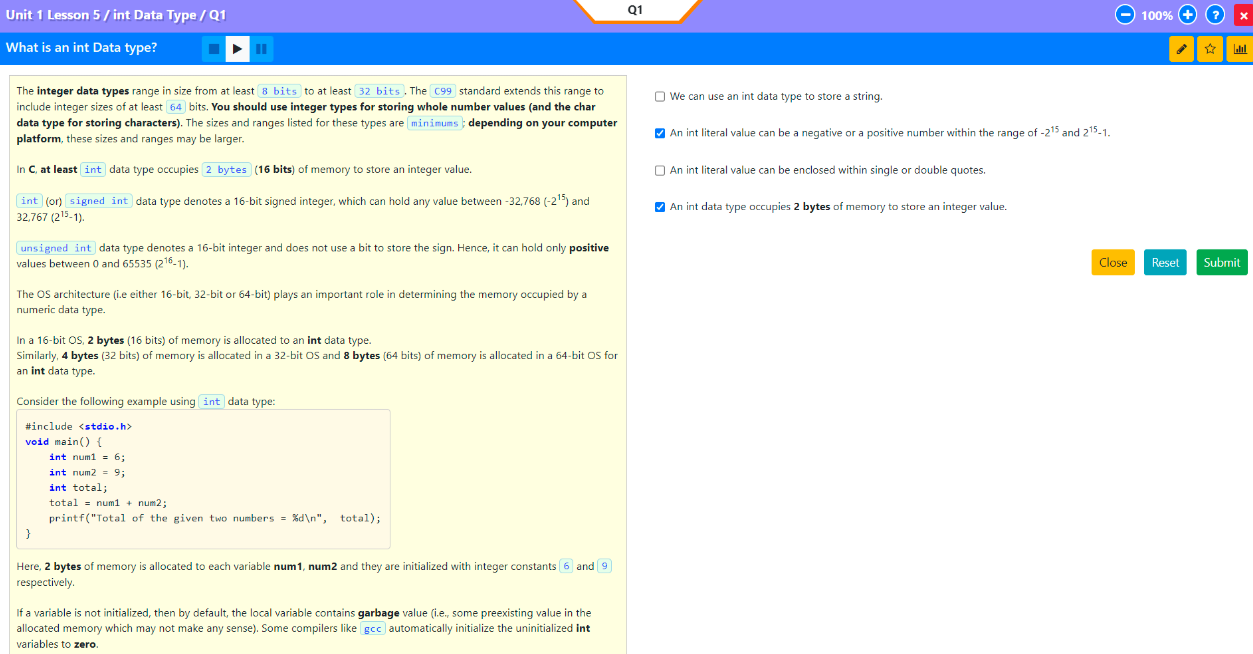 Unit 1 Lesson 5 / int Data Type / Q1
Q1
100%
?
What is an int Data type?
The integer data types range in size from at least 8 bits to at least 32 bits. The C99 standard extends this range to
include integer sizes of at least 64 bits. You should use integer types for storing whole number values (and the char
data type for storing characters). The sizes and ranges listed for these types are minimums; depending on your computer
platform, these sizes and ranges may be larger.
In C, at least int data type occupies 2 bytes (16 bits) of memory to store an integer value.
int (or) signed int data type denotes a 16-bit signed integer, which can hold any value between -32,768 (-2^15) and
32,767 (2^15-1).
unsigned int data type denotes a 16-bit integer and does not use a bit to store the sign. Hence, it can hold only positive
values between 0 and 65535 (2^16-1).
The OS architecture (i.e either 16-bit, 32-bit or 64-bit) plays an important role in determining the memory occupied by a
numeric data type.
In a 16-bit OS, 2 bytes (16 bits) of memory is allocated to an int data type.
Similarly, 4 bytes (32 bits) of memory is allocated in a 32-bit OS and 8 bytes (64 bits) of memory is allocated in a 64-bit OS for
an int data type.
Consider the following example using int data type:
#include <stdio.h>
void main() {
    int num1 = 6;
    int num2 = 9;
    int total;
    total = num1 + num2;
    printf("Total of the given two numbers = %d\n",  total);
}
Here, 2 bytes of memory is allocated to each variable num1, num2 and they are initialized with integer constants 6 and 9
respectively.
If a variable is not initialized, then by default, the local variable contains garbage value (i.e., some preexisting value in the
allocated memory which may not make any sense). Some compilers like gcc automatically initialize the uninitialized int
variables to zero.
We can use an int data type to store a string.
An int literal value can be a negative or a positive number within the range of -2^15 and 2^15-1.
An int literal value can be enclosed within single or double quotes.
An int data type occupies 2 bytes of memory to store an integer value.
Close Reset Submit